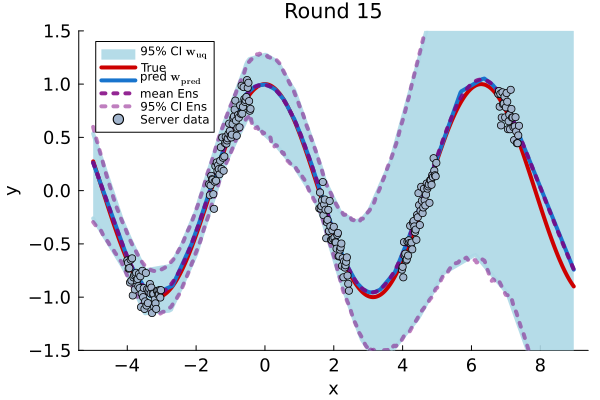 Round 15
y
1.5
1.0
0.5
0.0
−0.5
−1.0
−1.5
95% CI w_uq
True
pred w_pred
mean Ens
95% CI Ens
Server data
−4 −2 0 2 4 6 8
x